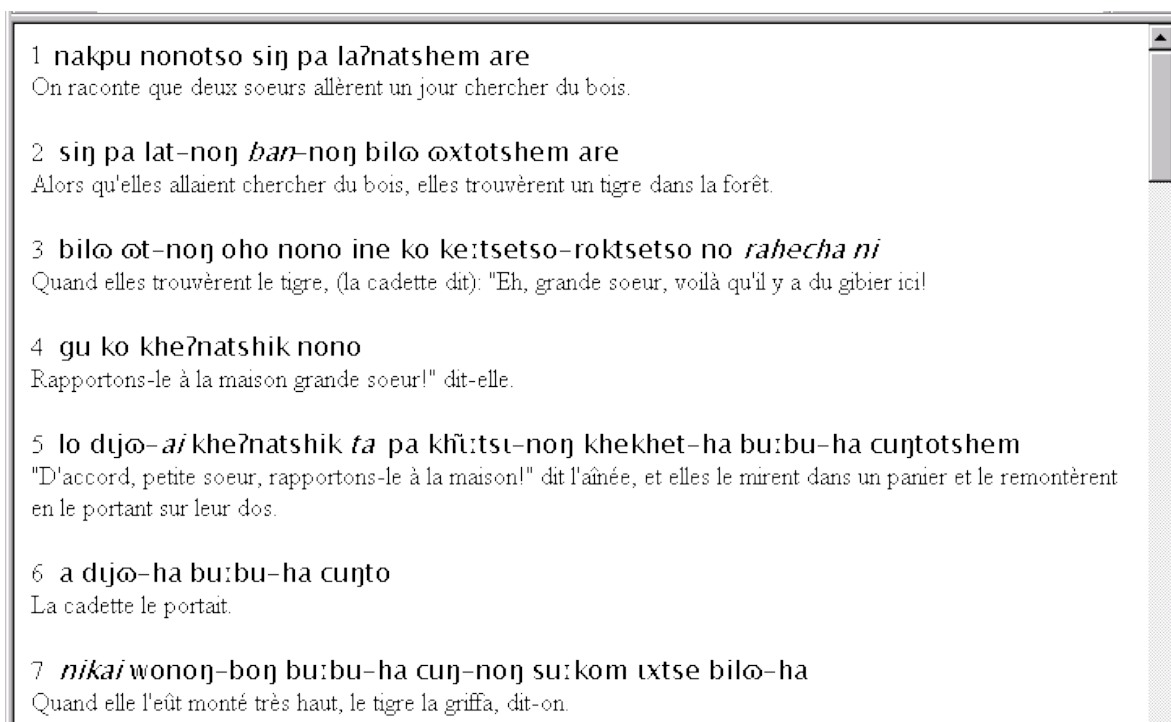 1 nakpu nonotso siŋ pa laʔnatshem are
On raconte que deux soeurs allèrent un jour chercher du bois.
2 siŋ pa lat-noŋ ban-noŋ bilɷ ɷxtotshem are
Alors qu'elles allaient chercher du bois, elles trouvèrent un tigre dans la forêt.
3 bilɷ ɷt-noŋ oho nono ine ko keːtsetso-roktsetso no rahecha ni
Quand elles trouvèrent le tigre, (la cadette dit): "Eh, grande soeur, voilà qu'il y a du gibier ici!
4 gu ko kheʔnatshik nono
Rapportons-le à la maison grande soeur!" dit-elle.
5 lo dɩjɷ-ai kheʔnatshik ta pa khɩ̃ːtsɩ-noŋ khekhet-ha buːbu-ha cuŋtotshem
"D'accord, petite soeur, rapportons-le à la maison!" dit l'aînée, et elles le mirent dans un panier et le remontèrent
en le portant sur leur dos.
6 a dɩjɷ-ha buːbu-ha cuŋto
La cadette le portait.
7 nikai wonoŋ-boŋ buːbu-ha cuŋ-noŋ suːkom ɩxtse bilɷ-ha
Quand elle l'eût monté très haut, le tigre la griffa, dit-on.